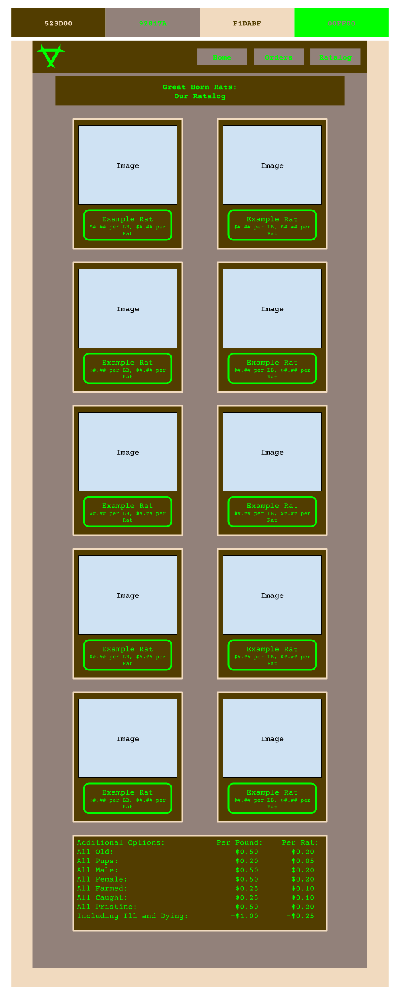 523D00 92817A F1DABF 00FF00
Home Orders Ratalog
Great Horn Rats:
Our Ratalog
Image Image
Example Rat Example Rat
$#.## per LB, $#.## per $#.## per LB, $#.## per
Rat Rat
Image Image
Example Rat Example Rat
$#.## per LB, $#.## per $#.## per LB, $#.## per
Rat Rat
Image Image
Example Rat Example Rat
$#.## per LB, $#.## per $#.## per LB, $#.## per
Rat Rat
Image Image
Example Rat Example Rat
$#.## per LB, $#.## per $#.## per LB, $#.## per
Rat Rat
Image Image
Example Rat Example Rat
$#.## per LB, $#.## per $#.## per LB, $#.## per
Rat Rat
Additional Options: Per Pound: Per Rat:
All Old: $0.50 $0.20
All Pups: $0.20 $0.05
All Male: $0.50 $0.20
All Female: $0.50 $0.20
All Farmed: $0.25 $0.10
All Caught: $0.25 $0.10
All Pristine: $0.50 $0.20
Including Ill and Dying: -$1.00 -$0.25